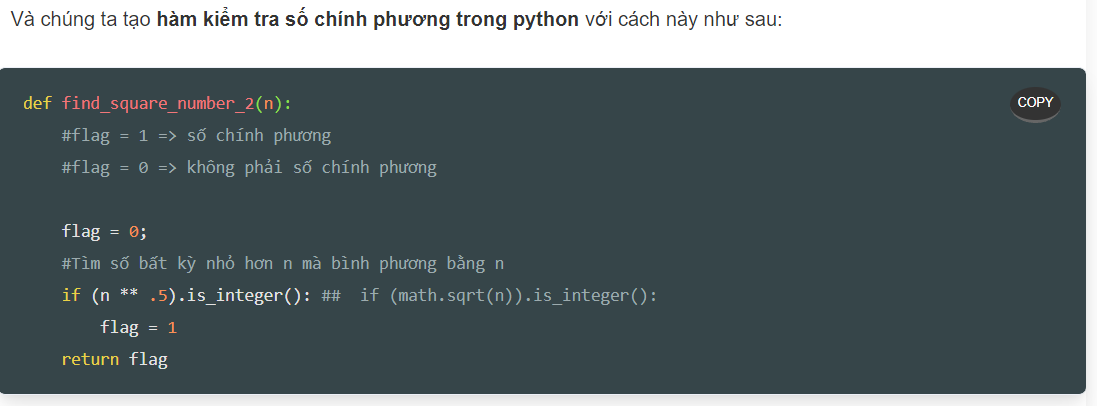 Và chúng ta tạo hàm kiểm tra số chính phương trong python với cách này như sau:
COPY
def find_square_number_2(n):
    #flag = 1 => số chính phương
    #flag = 0 => không phải số chính phương
    flag = 0;
    #Tìm số bất kỳ nhỏ hơn n mà bình phương bằng n
    if (n ** .5).is_integer(): ##  if (math.sqrt(n)).is_integer():
        flag = 1
    return flag